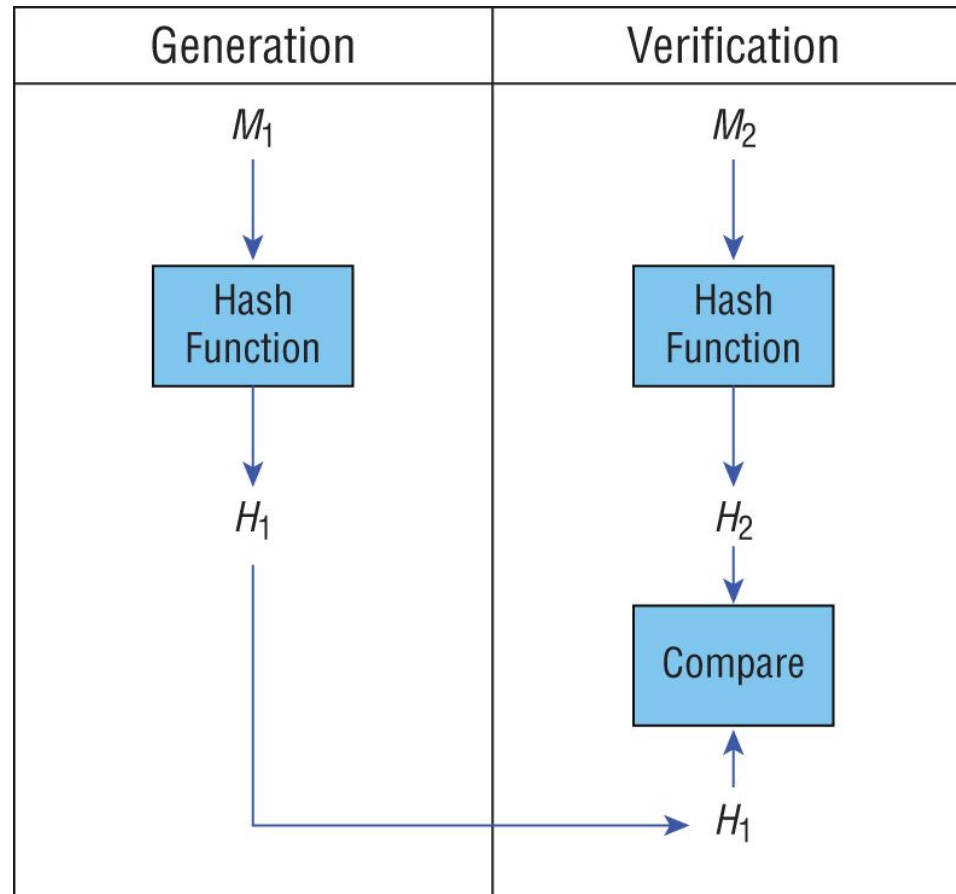 Generation
Verification
M₁
M₂
Hash
Function
Hash
Function
H₁
H₂
Compare
H₁